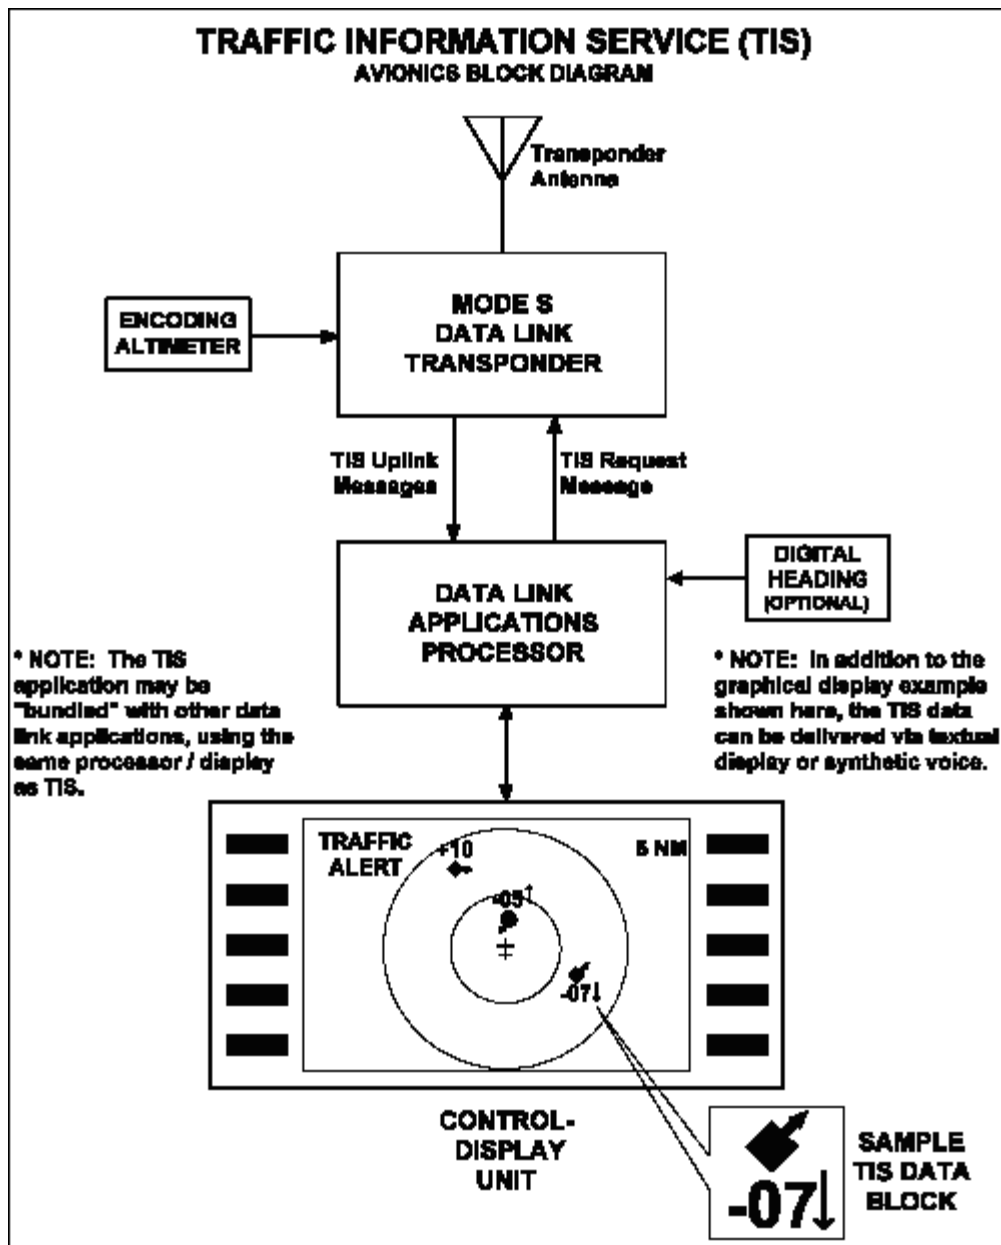 TRAFFIC INFORMATION SERVICE (TIS)
AVIONICS BLOCK DIAGRAM
Transponder
Antenna
ENCODING
ALTIMETER
MODE S
DATA LINK
TRANSPONDER
TIS Uplink
Messages
TIS Request
Message
DATA LINK
APPLICATIONS
PROCESSOR
DIGITAL
HEADING
(OPTIONAL)
* NOTE: The TIS
application may be
"bundled" with other data
link applications, using the
same processor / display
as TIS.
* NOTE: In addition to the
graphical display example
shown here, the TIS data
can be delivered via textual
display or synthetic voice.
TRAFFIC
ALERT
+10
5 NM
-05↑
-07↓
CONTROL-
DISPLAY
UNIT
-07↓
SAMPLE
TIS DATA
BLOCK